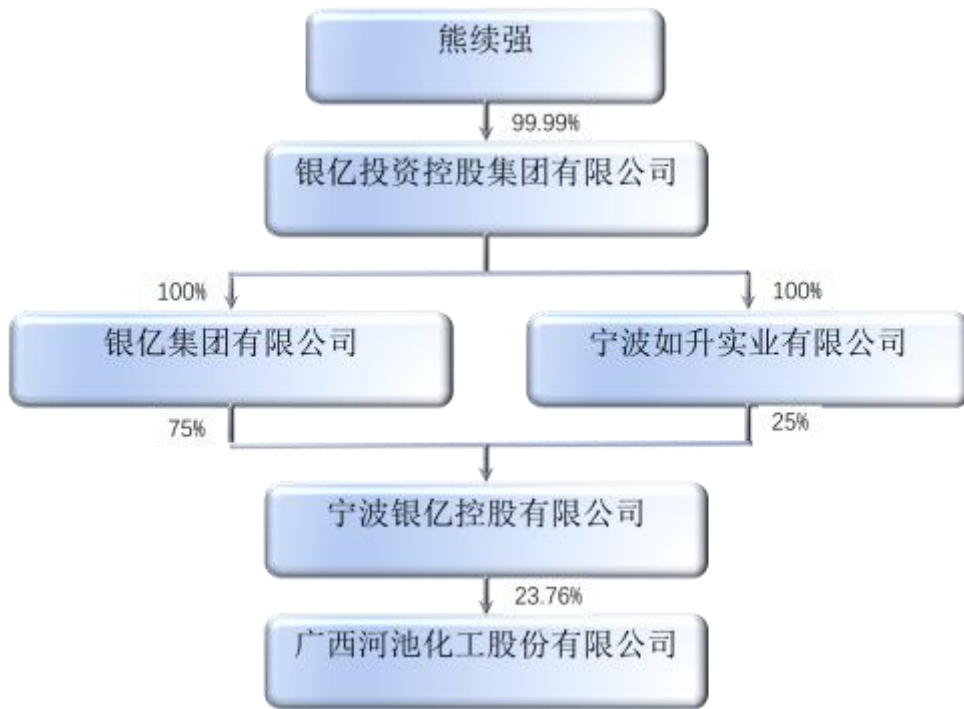 熊续强
99.99%
银亿投资控股集团有限公司
100%
100%
银亿集团有限公司
宁波如升实业有限公司
75%
25%
宁波银亿控股有限公司
23.76%
广西河池化工股份有限公司